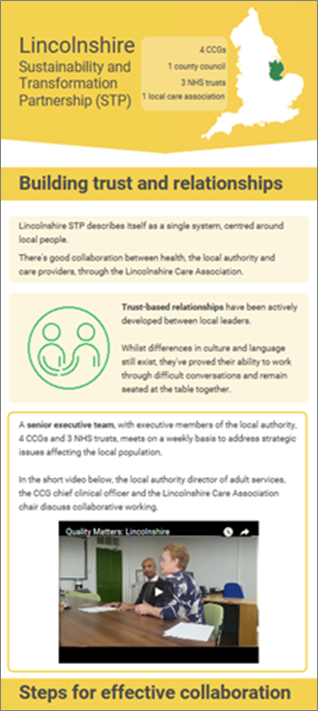 Lincolnshire
Sustainability and
Transformation
Partnership (STP)
4 CCGs
1 county council
3 NHS trusts
1 local care association
Building trust and relationships
Lincolnshire STP describes itself as a single system, centred around
local people.
There's good collaboration between health, the local authority and
care providers, through the Lincolnshire Care Association.
Trust-based relationships have been actively
developed between local leaders.
Whilst differences in culture and language
still exist, they've proved their ability to work
through difficult conversations and remain
seated at the table together.
A senior executive team, with executive members of the local authority,
4 CCGs and 3 NHS trusts, meets on a weekly basis to address strategic
issues affecting the local population.
In the short video below, the local authority director of adult services,
the CCG chief clinical officer and the Lincolnshire Care Association
chair discuss collaborative working.
Quality Matters: Lincolnshire
Steps for effective collaboration